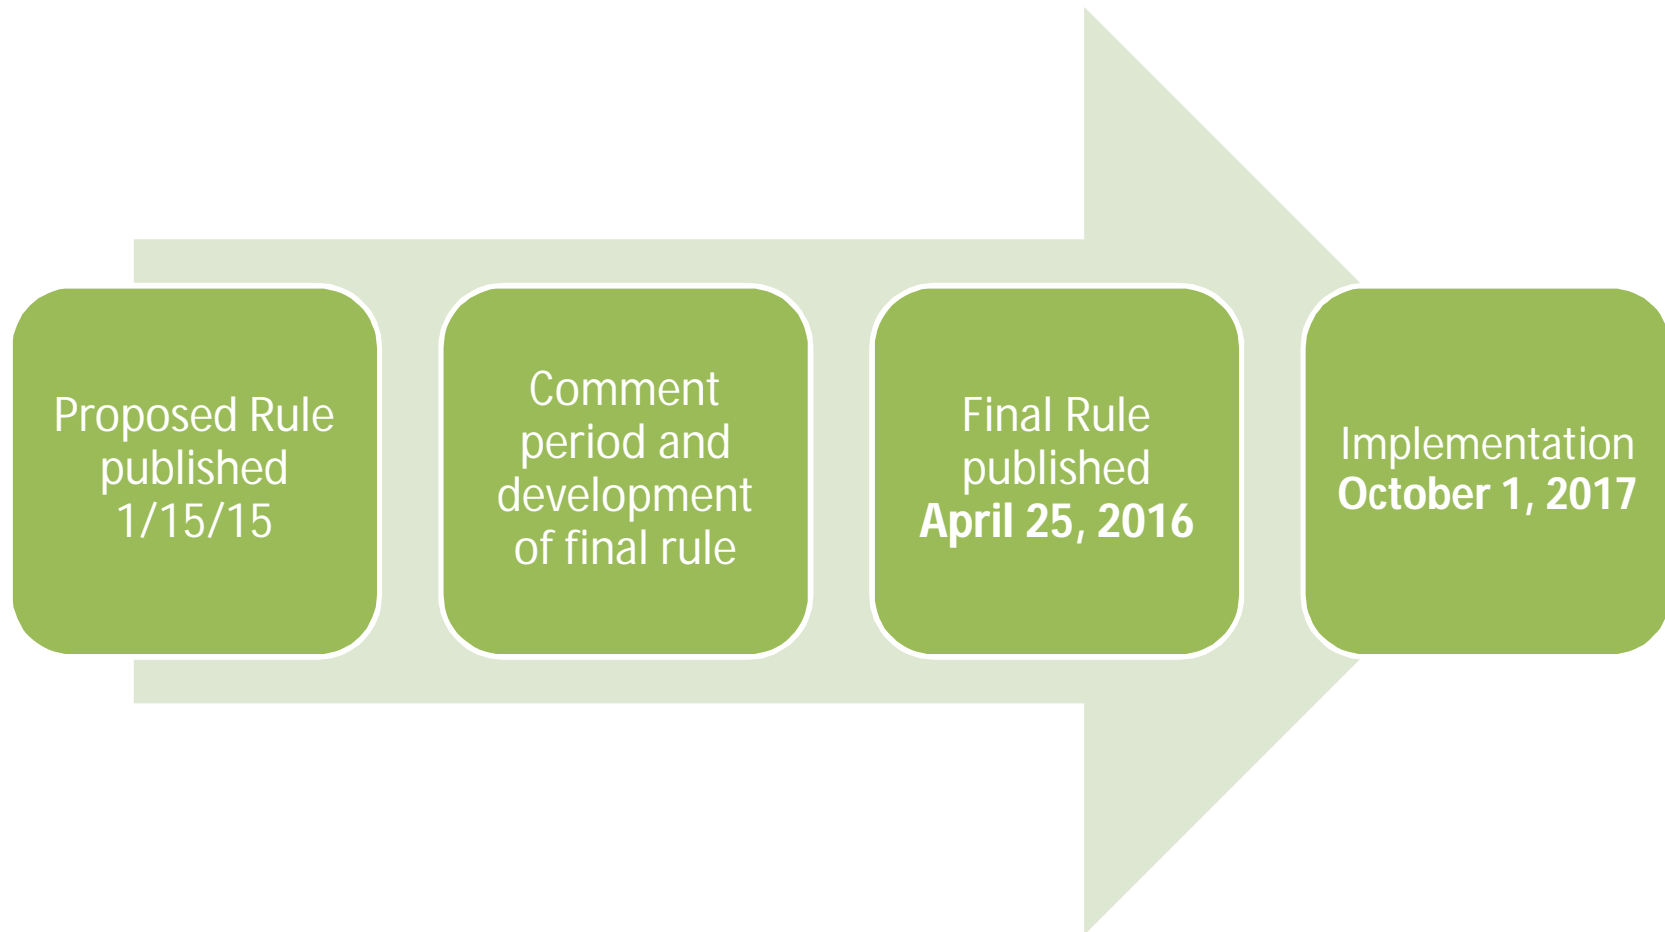 Proposed Rule
published
1/15/15
Comment
period and
development
of final rule
Final Rule
published
April 25, 2016
Implementation
October 1, 2017